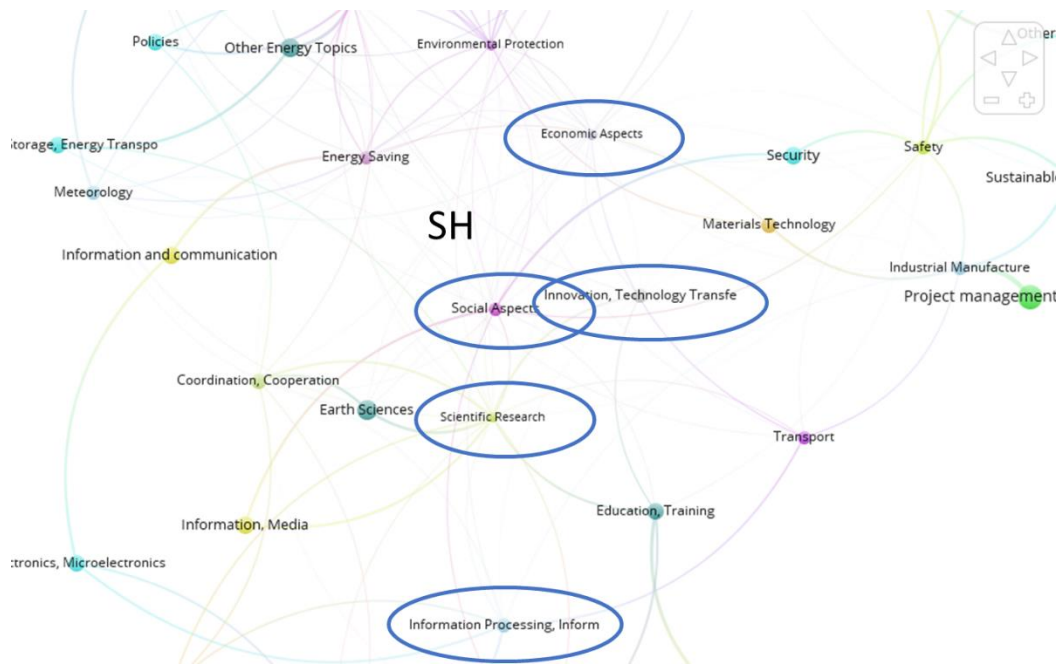 Other
Policies
Other Energy Topics
Environmental Protection
Economic Aspects
torage, Energy Transpo
Energy Saving
Security
Safety
Meteorology
Sustainable
SH
Materials Technology
Information and communication
Industrial Manufacture
Project management
Social Aspects
Innovation, Technology Transfe
Coordination, Cooperation
Earth Sciences
Scientific Research
Transport
Information, Media
Education, Training
ctronics, Microelectronics
Information Processing, Inform